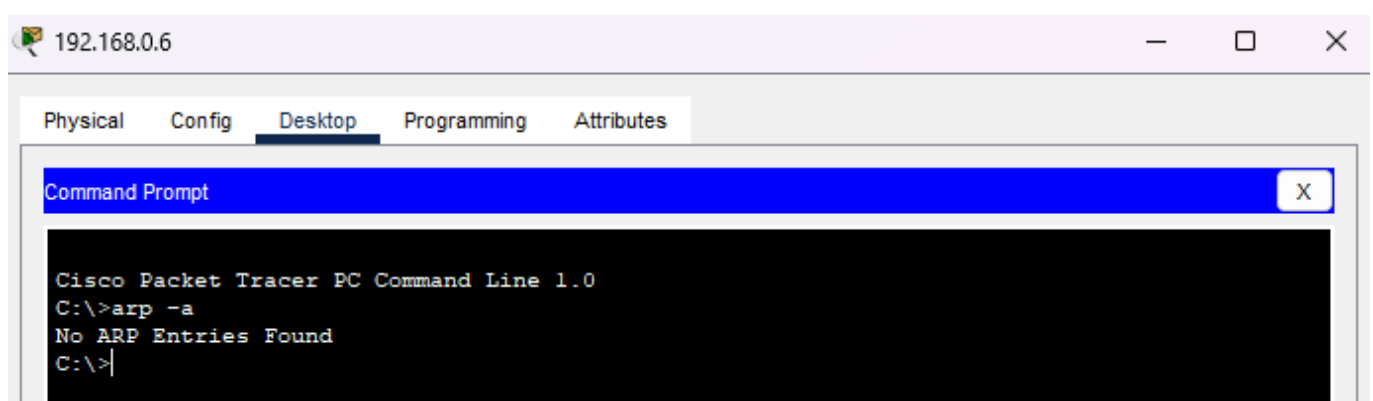 192.168.0.6
Physical Config Desktop Programming Attributes
Command Prompt
X
Cisco Packet Tracer PC Command Line 1.0
C:\>arp -a
No ARP Entries Found
C:\>